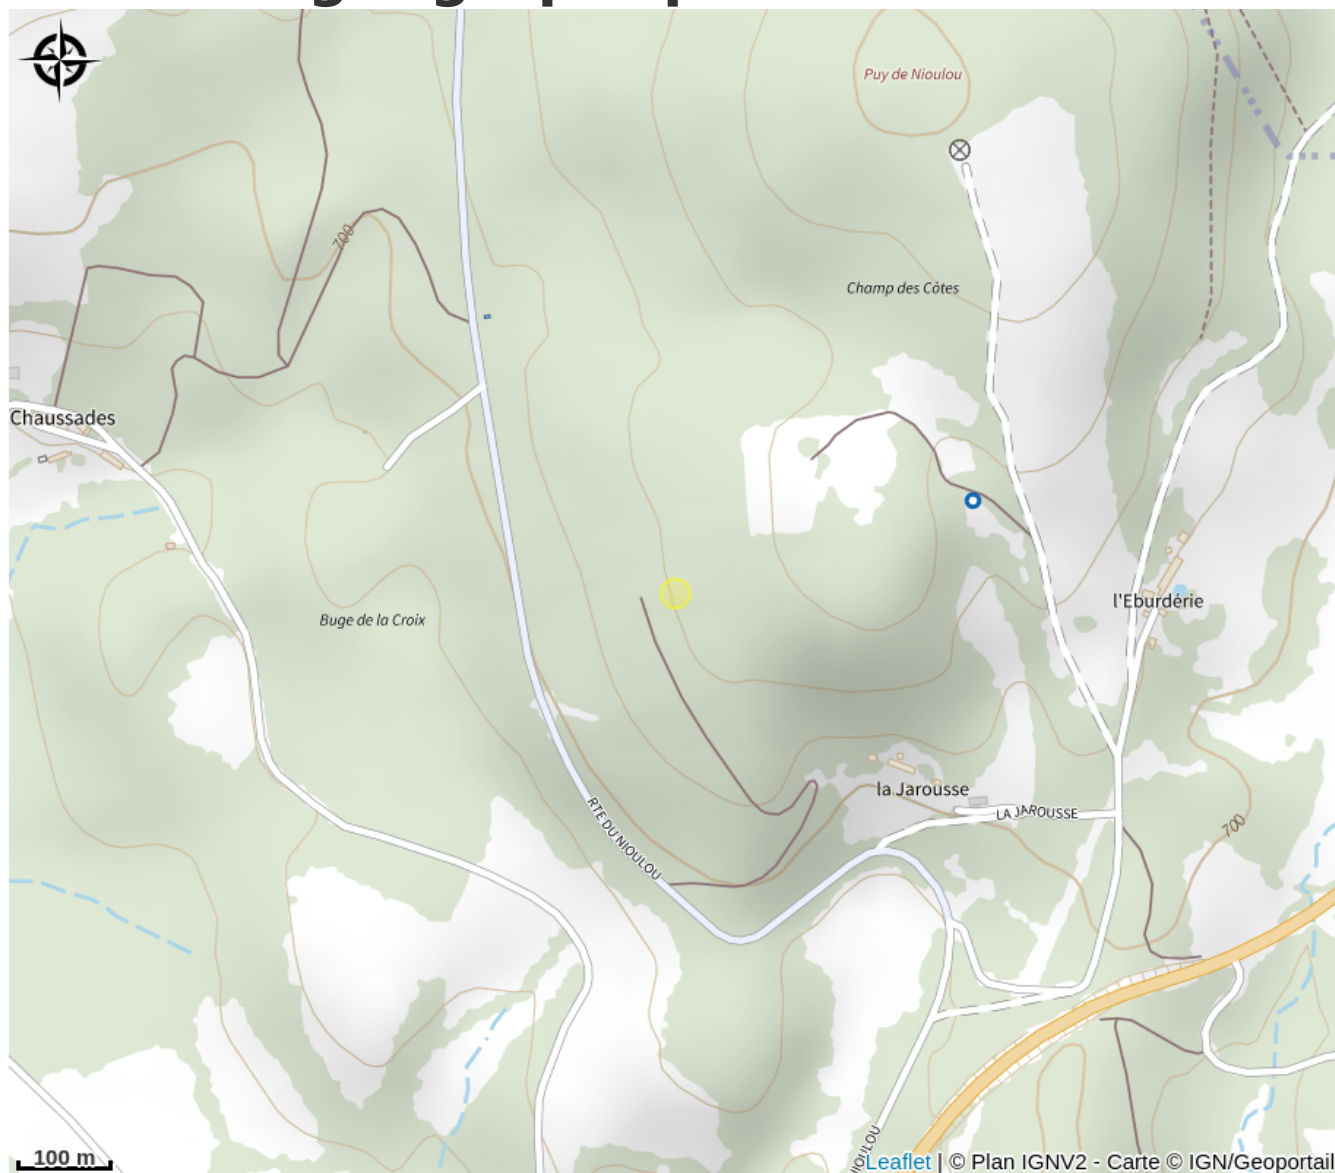 Puy de Nioulou
700
Champ des Côtes
Chaussades
l'Eburdérie
Buge de la Croix
la Jarousse
LA JAROUSSE
RTE DU NIOULOU
700
100 m
Leaflet | © Plan IGNV2 - Carte © IGN/Geoportail